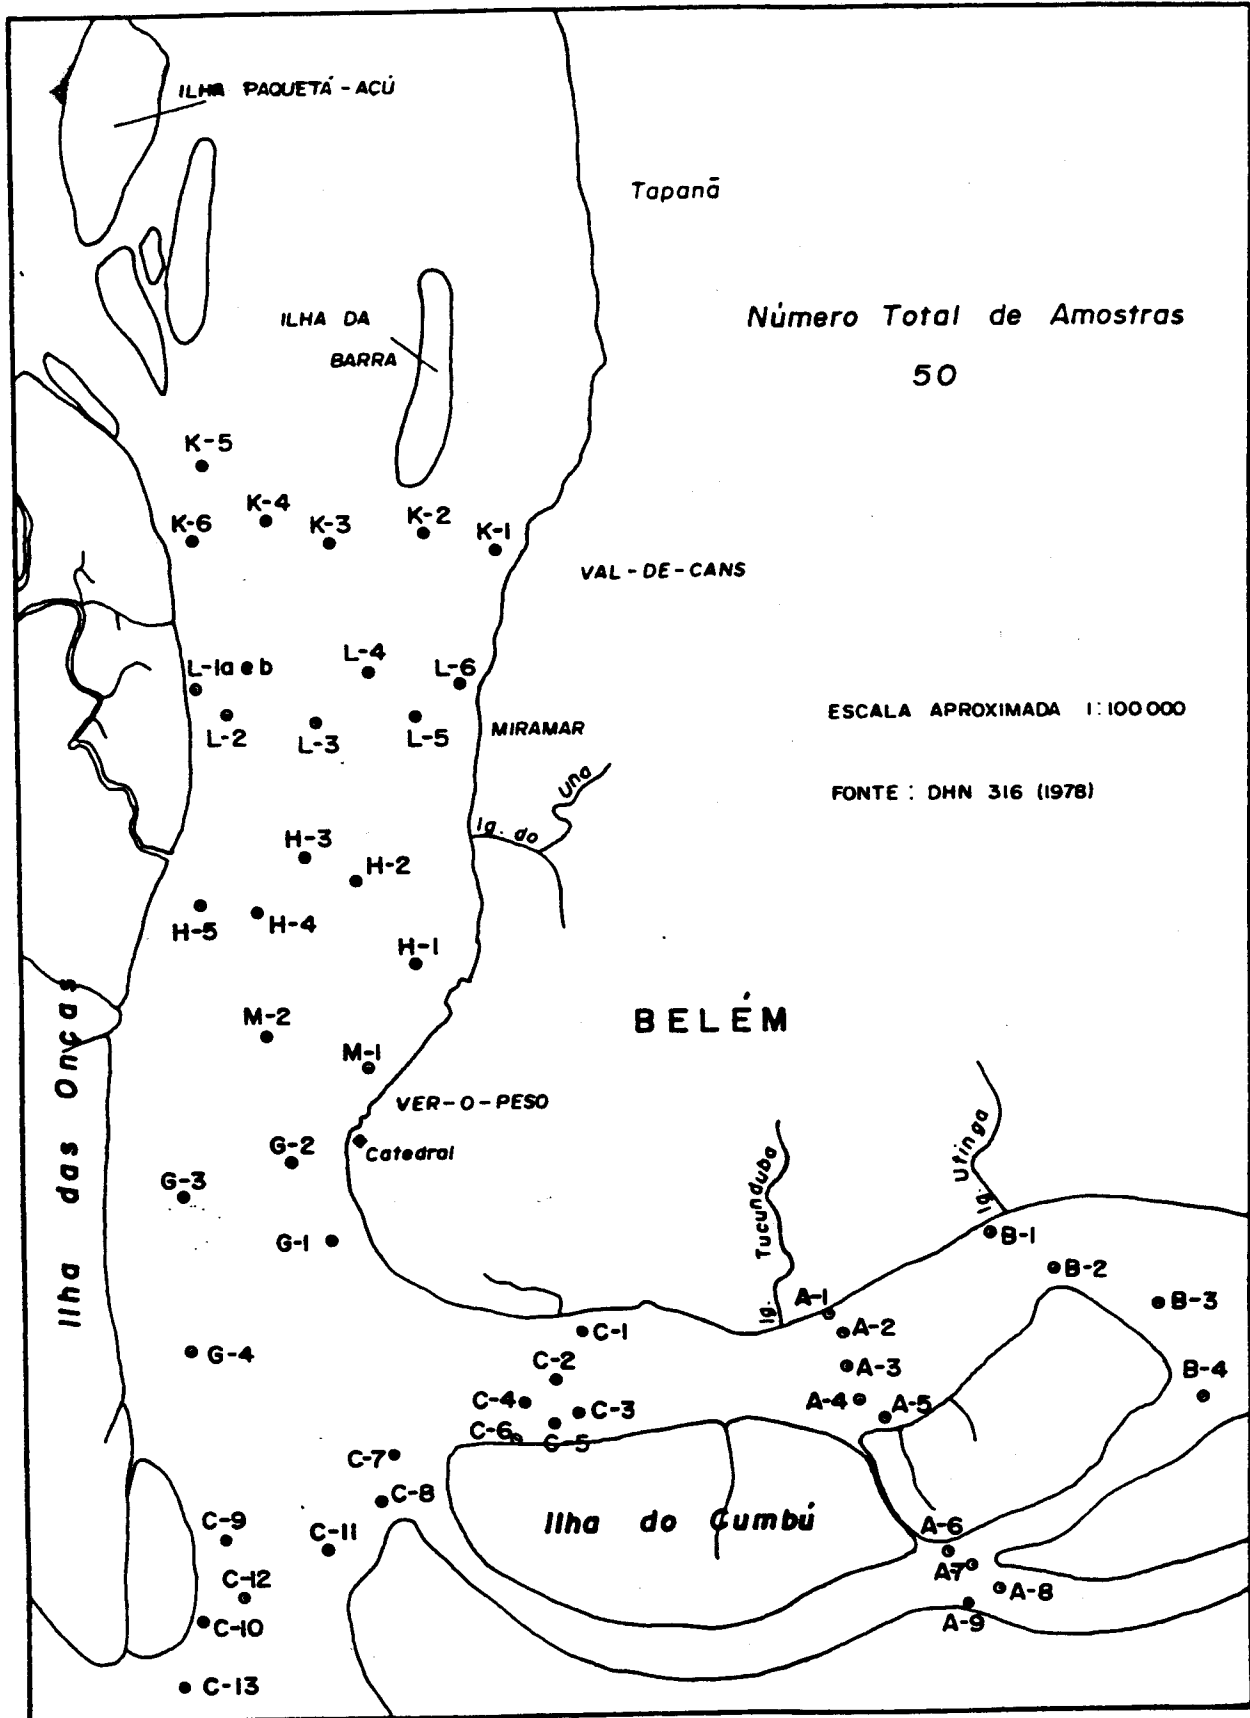 ILHA PAQUETÁ-AÇÚ
Tapanã
ILHA DA
BARRA
Número Total de Amostras
50
K-5
K-4
K-6
K-3
K-2
K-1
VAL-DE-CANS
L-1a e b
L-4
L-6
L-2
L-3
L-5
MIRAMAR
ESCALA APROXIMADA 1:100000
FONTE: DHN 316 (1978)
Ig. do Una
H-3
H-2
H-5
H-4
H-1
Ilha das Onças
M-2
M-1
BELÉM
VER-O-PESO
Catedral
G-2
G-3
G-1
G-4
Ig. Tucunduba
Ig. Utinga
B-1
B-2
B-3
B-4
A-1
A-2
A-3
A-4
A-5
C-1
C-2
C-4
C-3
C-6
C-5
C-7
C-8
Ilha do Cumbú
C-9
C-11
C-12
C-10
C-13
A-6
A-7
A-8
A-9